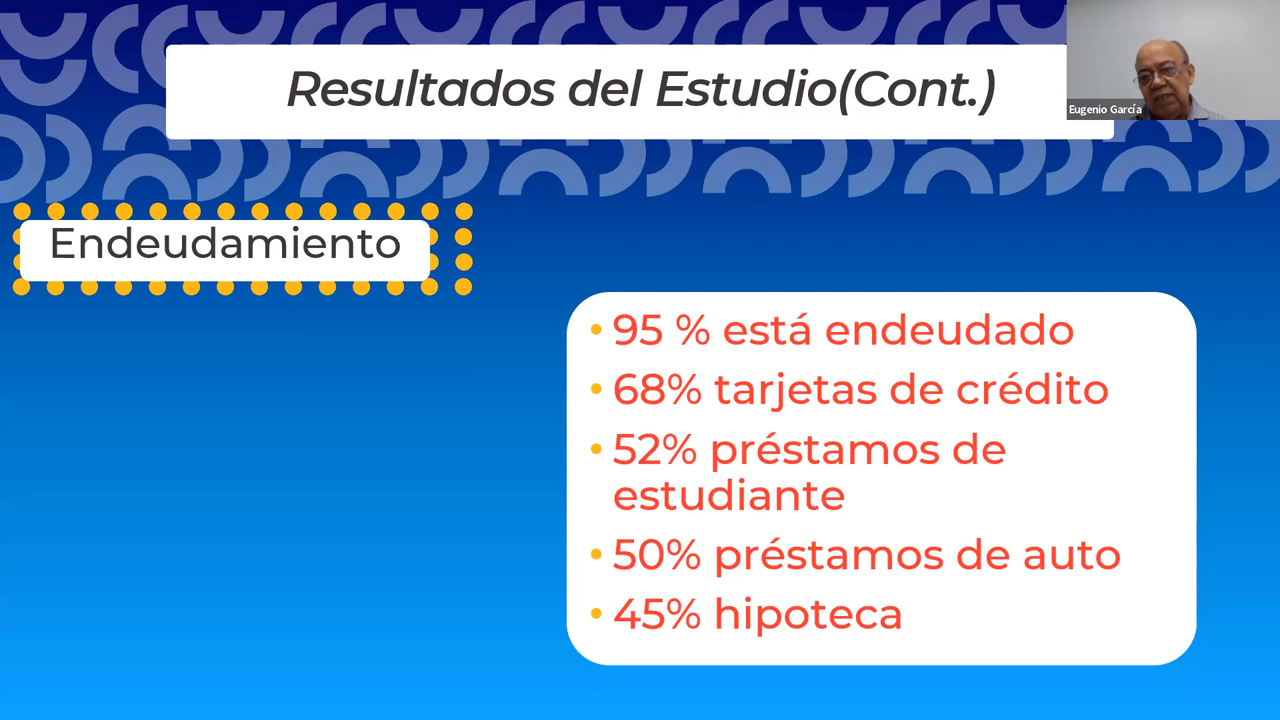 Resultados del Estudio(Cont.)
Eugenio García
Endeudamiento
• 95 % está endeudado
• 68% tarjetas de crédito
• 52% préstamos de
estudiante
• 50% préstamos de auto
• 45% hipoteca